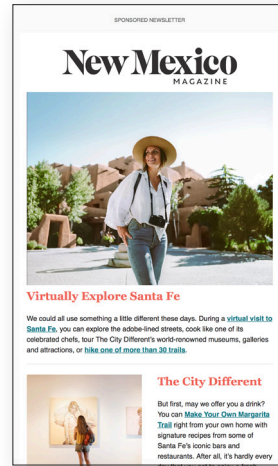 SPONSORED NEWSLETTER
New Mexico
MAGAZINE
Virtually Explore Santa Fe
We could all use something a little different these days. During a virtual visit to
Santa Fe, you can explore the adobe-lined streets, cook like one of its
celebrated chefs, tour The City Different's world-renowned museums, galleries
and attractions, or hike one of more than 30 trails.
The City Different
But first, may we offer you a drink?
You can Make Your Own Margarita
Trail right from your own home with
signature recipes from some of
Santa Fe's iconic bars and
restaurants. After all, it's hardly every